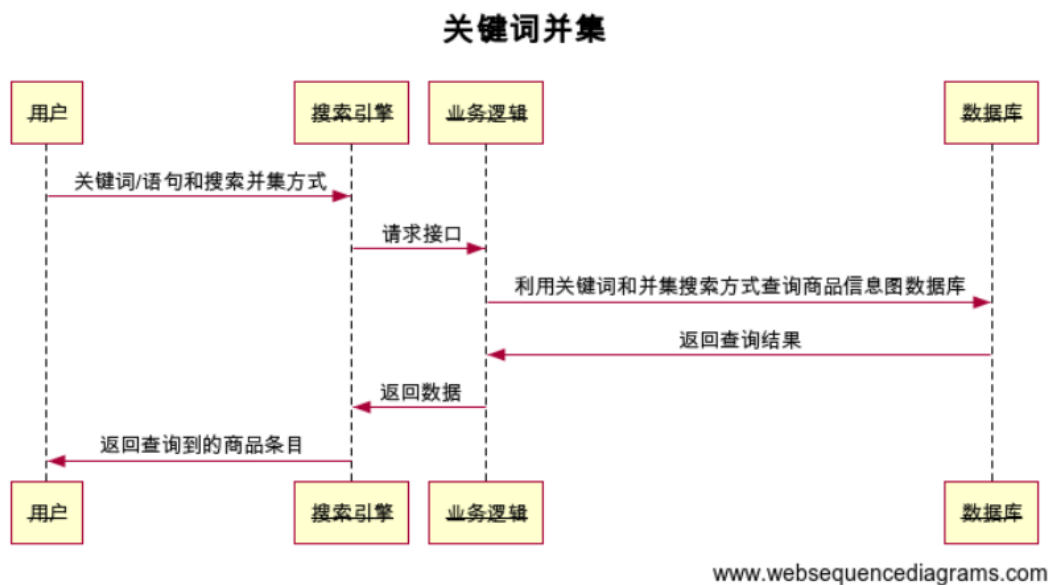 关键词并集
用户 搜索引擎 业务逻辑 数据库
关键词/语句和搜索并集方式
请求接口
利用关键词和并集搜索方式查询商品信息图数据库
返回查询结果
返回数据
返回查询到的商品条目
用户 搜索引擎 业务逻辑 数据库
www.websequencediagrams.com